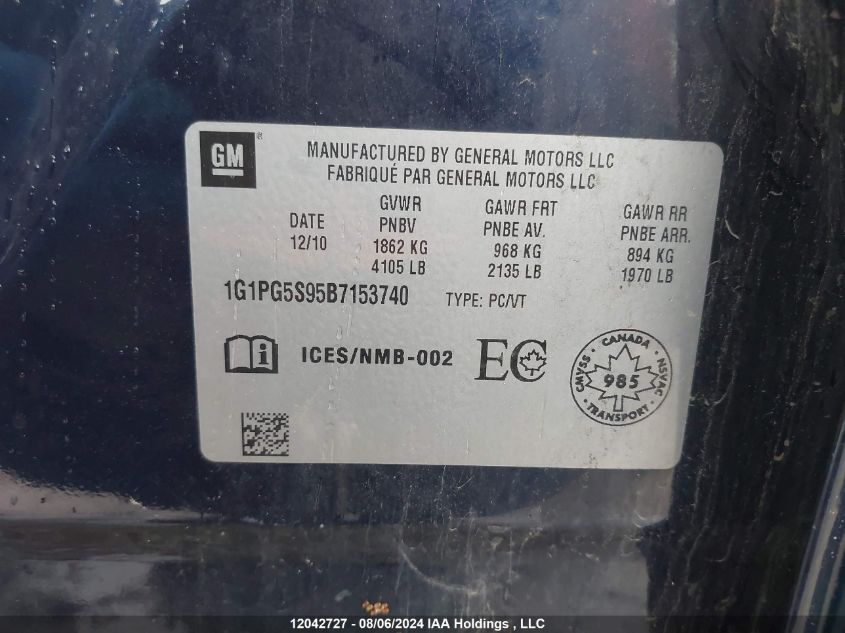 GM ®
MANUFACTURED BY GENERAL MOTORS LLC
FABRIQUÉ PAR GENERAL MOTORS LLC
DATE
12/10
GVWR
PNBV
1862 KG
4105 LB
GAWR FRT
PNBE AV.
968 KG
2135 LB
GAWR RR
PNBE ARR.
894 KG
1970 LB
1G1PG5S95B7153740 TYPE: PC/VT
i ICES/NMB-002 EC
CANADA
CMVSS
SVAC
NSVAC
985
TRANSPORT
12042727 - 08/06/2024 IAA Holdings , LLC